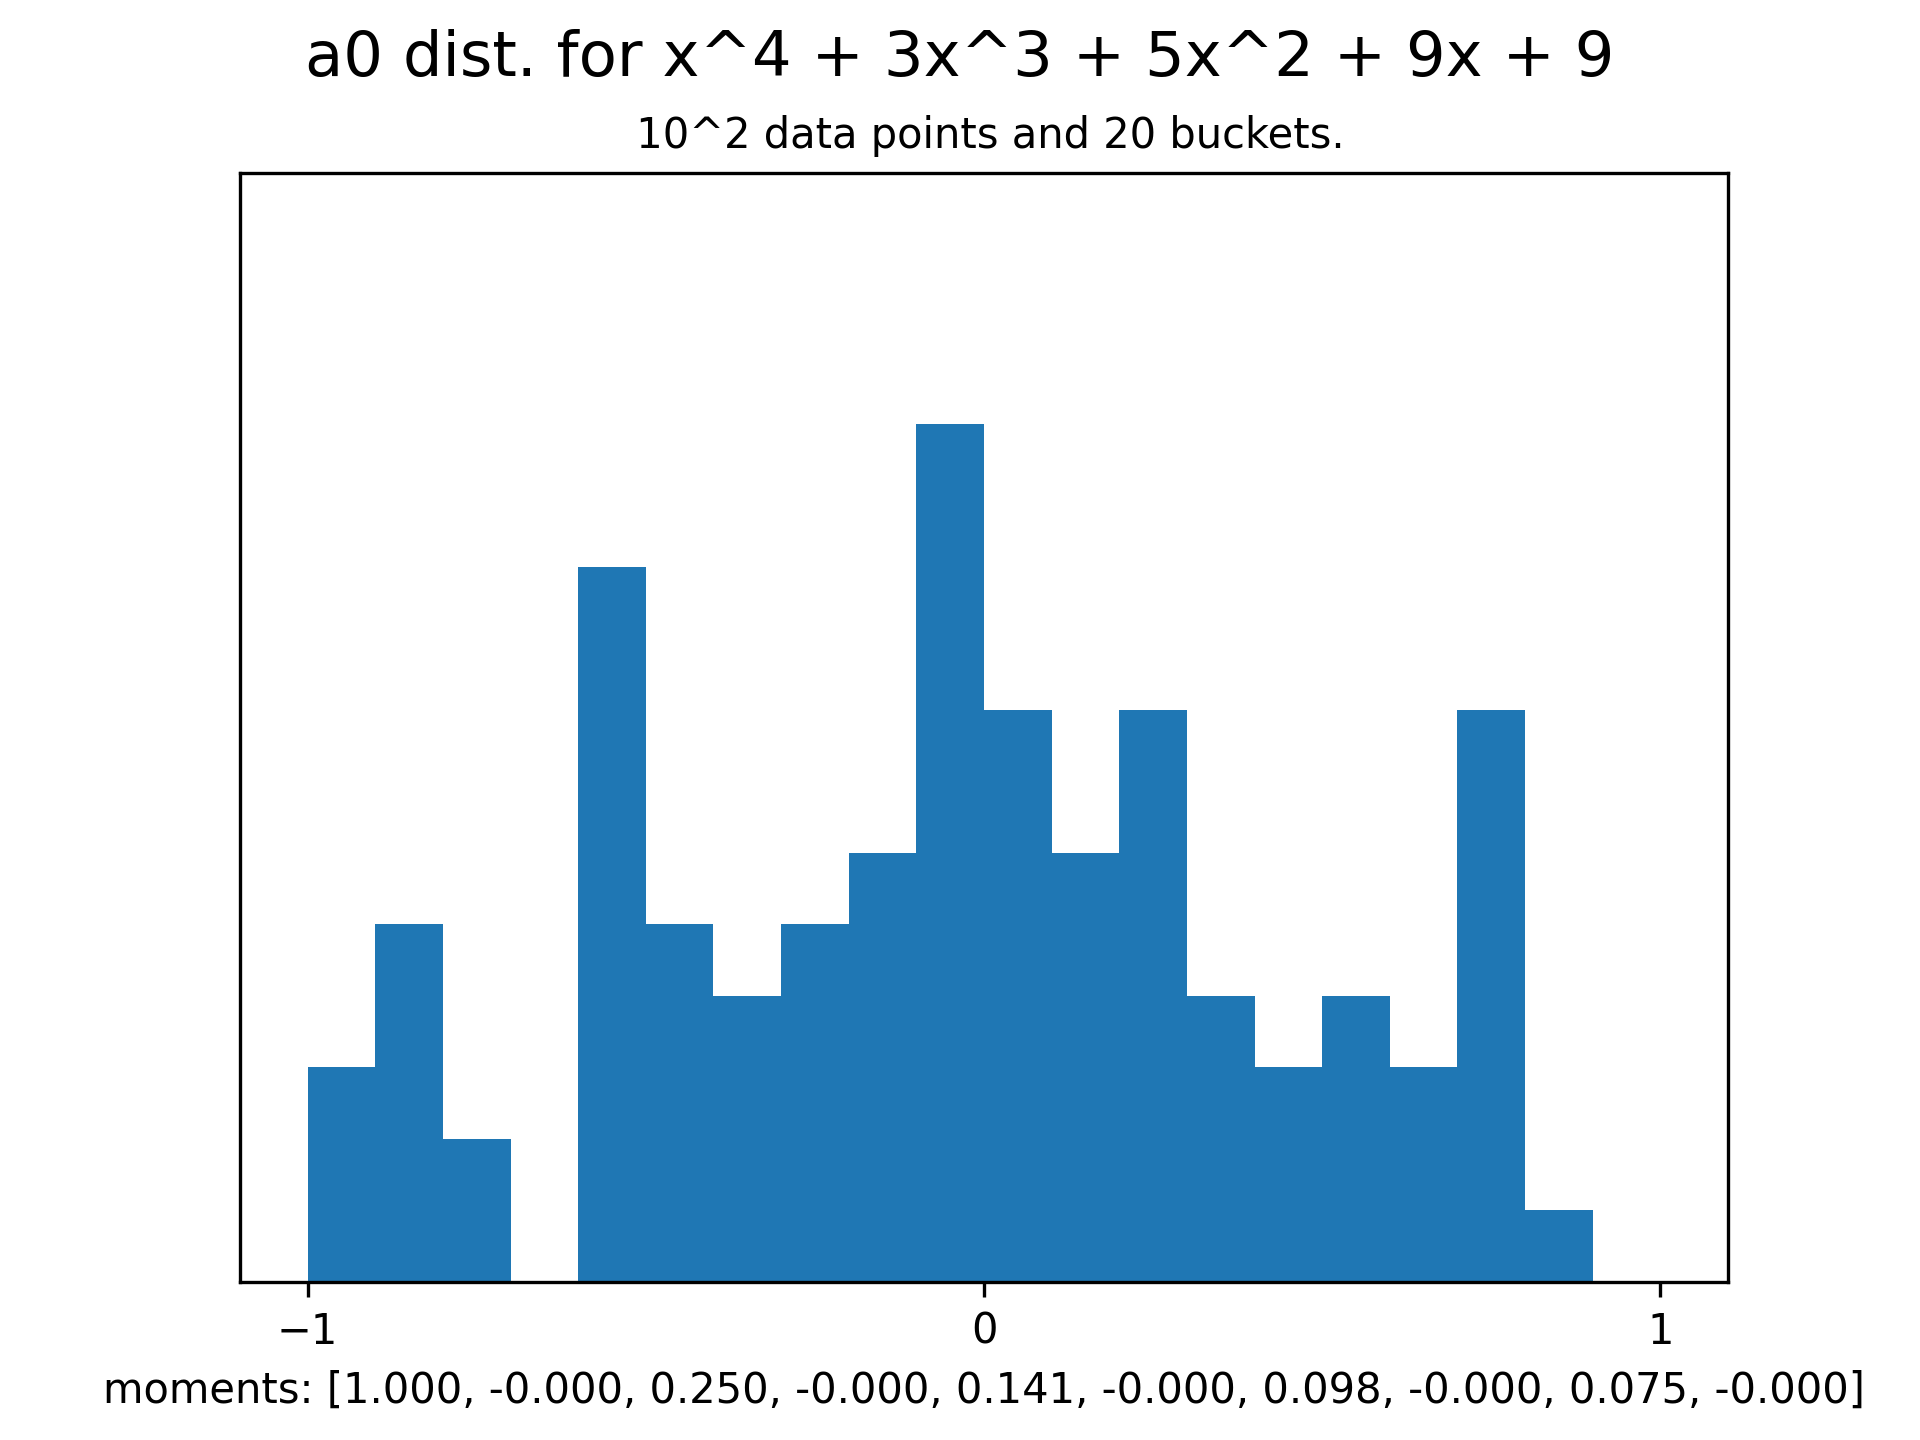 a0 dist. for x^4 + 3x^3 + 5x^2 + 9x + 9
10^2 data points and 20 buckets.
−1 0 1
moments: [1.000, -0.000, 0.250, -0.000, 0.141, -0.000, 0.098, -0.000, 0.075, -0.000]